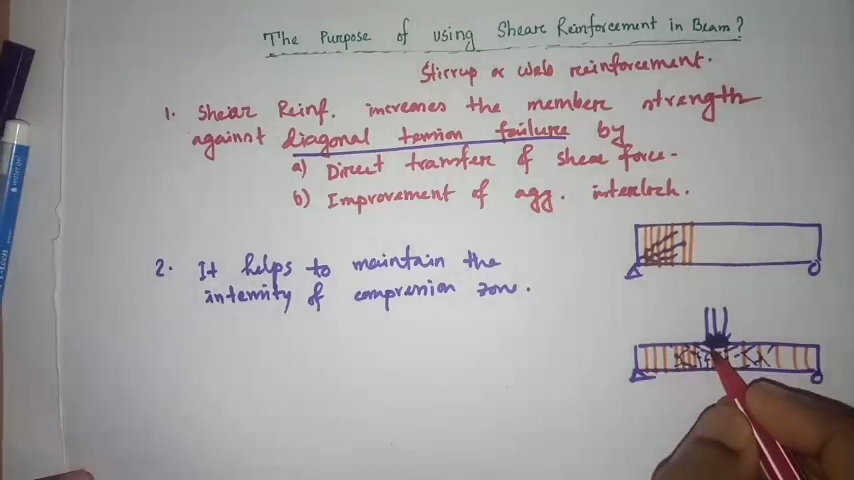 The Purpose of using Shear Reinforcement in Beam?
Stirrup or Web reinforcement.
1. Shear Reinf. increases the member strength
against diagonal tension failure by
a) Direct transfer of shear force.
b) Improvement of agg. interlock.
2. It helps to maintain the
intensity of compression zone.